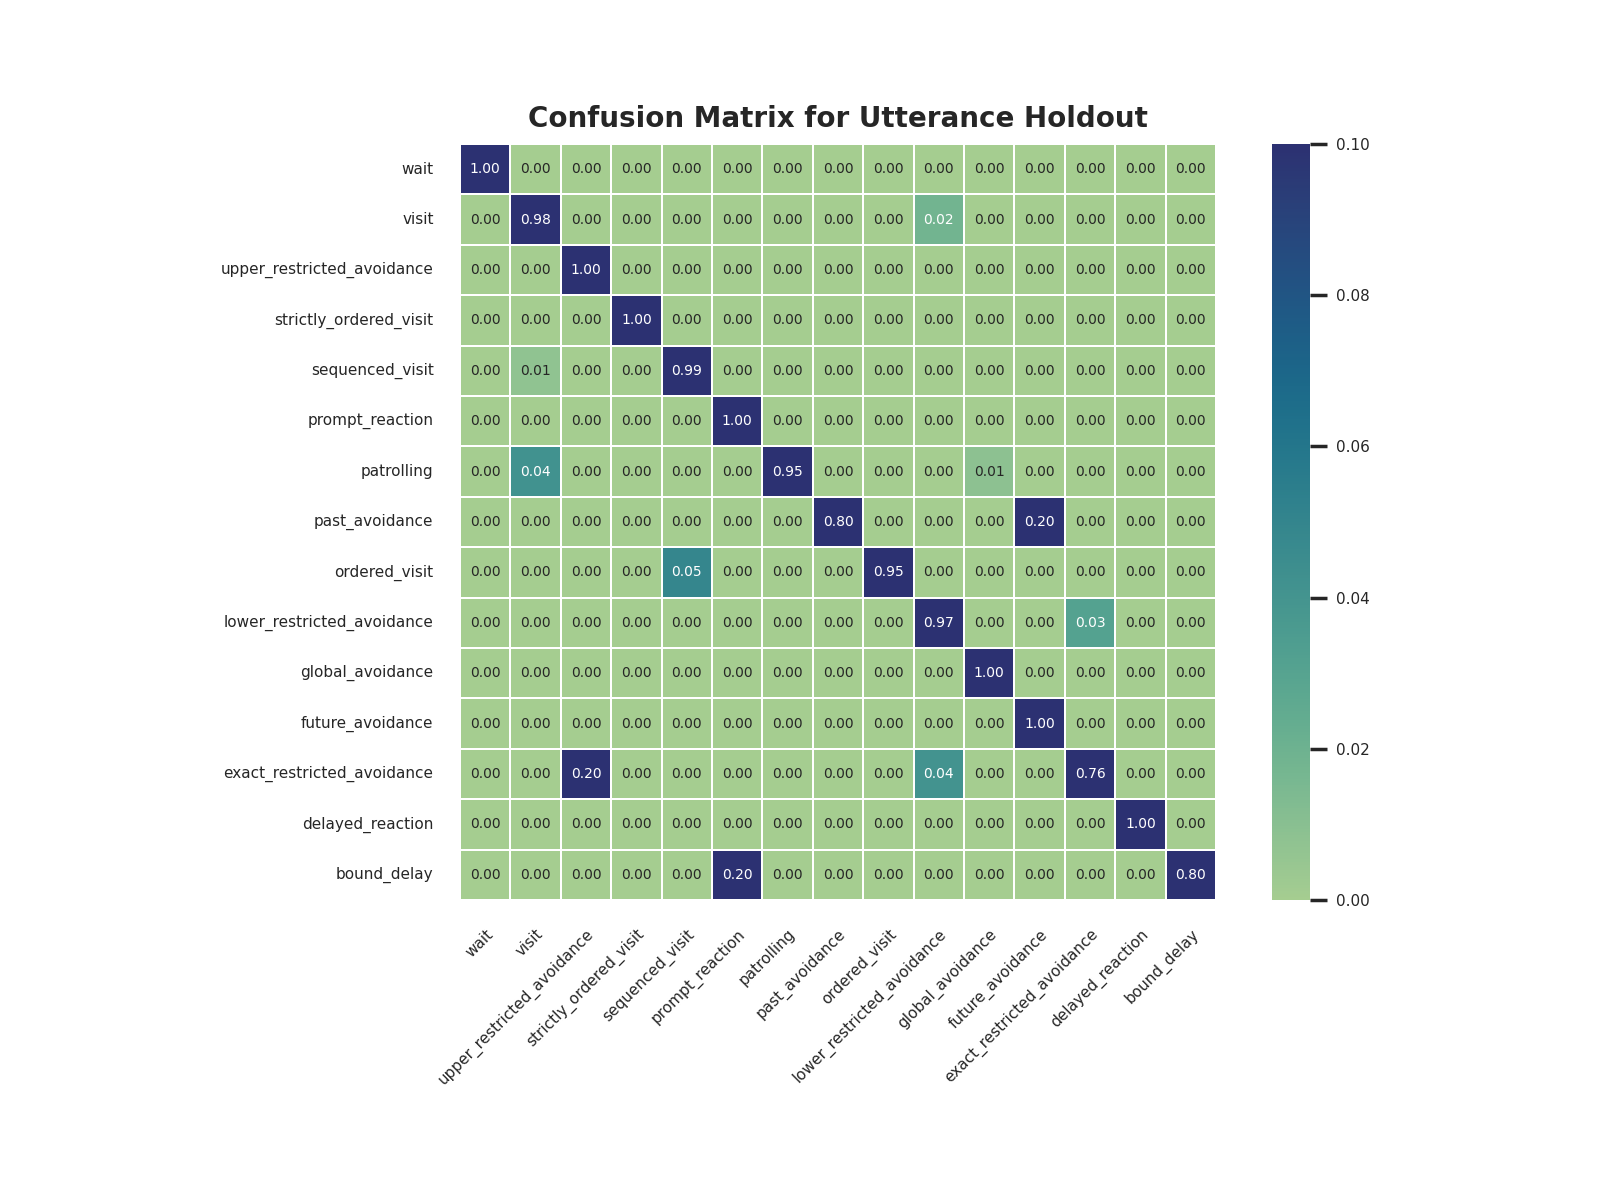 Confusion Matrix for Utterance Holdout
wait 1.00 0.00 0.00 0.00 0.00 0.00 0.00 0.00 0.00 0.00 0.00 0.00 0.00 0.00 0.00
visit 0.00 0.98 0.00 0.00 0.00 0.00 0.00 0.00 0.00 0.02 0.00 0.00 0.00 0.00 0.00
upper_restricted_avoidance 0.00 0.00 1.00 0.00 0.00 0.00 0.00 0.00 0.00 0.00 0.00 0.00 0.00 0.00 0.00
strictly_ordered_visit 0.00 0.00 0.00 1.00 0.00 0.00 0.00 0.00 0.00 0.00 0.00 0.00 0.00 0.00 0.00
sequenced_visit 0.00 0.01 0.00 0.00 0.99 0.00 0.00 0.00 0.00 0.00 0.00 0.00 0.00 0.00 0.00
prompt_reaction 0.00 0.00 0.00 0.00 0.00 1.00 0.00 0.00 0.00 0.00 0.00 0.00 0.00 0.00 0.00
patrolling 0.00 0.04 0.00 0.00 0.00 0.00 0.95 0.00 0.00 0.00 0.01 0.00 0.00 0.00 0.00
past_avoidance 0.00 0.00 0.00 0.00 0.00 0.00 0.00 0.80 0.00 0.00 0.00 0.20 0.00 0.00 0.00
ordered_visit 0.00 0.00 0.00 0.00 0.05 0.00 0.00 0.00 0.95 0.00 0.00 0.00 0.00 0.00 0.00
lower_restricted_avoidance 0.00 0.00 0.00 0.00 0.00 0.00 0.00 0.00 0.00 0.97 0.00 0.00 0.03 0.00 0.00
global_avoidance 0.00 0.00 0.00 0.00 0.00 0.00 0.00 0.00 0.00 0.00 1.00 0.00 0.00 0.00 0.00
future_avoidance 0.00 0.00 0.00 0.00 0.00 0.00 0.00 0.00 0.00 0.00 0.00 1.00 0.00 0.00 0.00
exact_restricted_avoidance 0.00 0.00 0.20 0.00 0.00 0.00 0.00 0.00 0.00 0.04 0.00 0.00 0.76 0.00 0.00
delayed_reaction 0.00 0.00 0.00 0.00 0.00 0.00 0.00 0.00 0.00 0.00 0.00 0.00 0.00 1.00 0.00
bound_delay 0.00 0.00 0.00 0.00 0.00 0.20 0.00 0.00 0.00 0.00 0.00 0.00 0.00 0.00 0.80
wait
visit
upper_restricted_avoidance
strictly_ordered_visit
sequenced_visit
prompt_reaction
patrolling
past_avoidance
ordered_visit
lower_restricted_avoidance
global_avoidance
future_avoidance
exact_restricted_avoidance
delayed_reaction
bound_delay
0.10
0.08
0.06
0.04
0.02
0.00